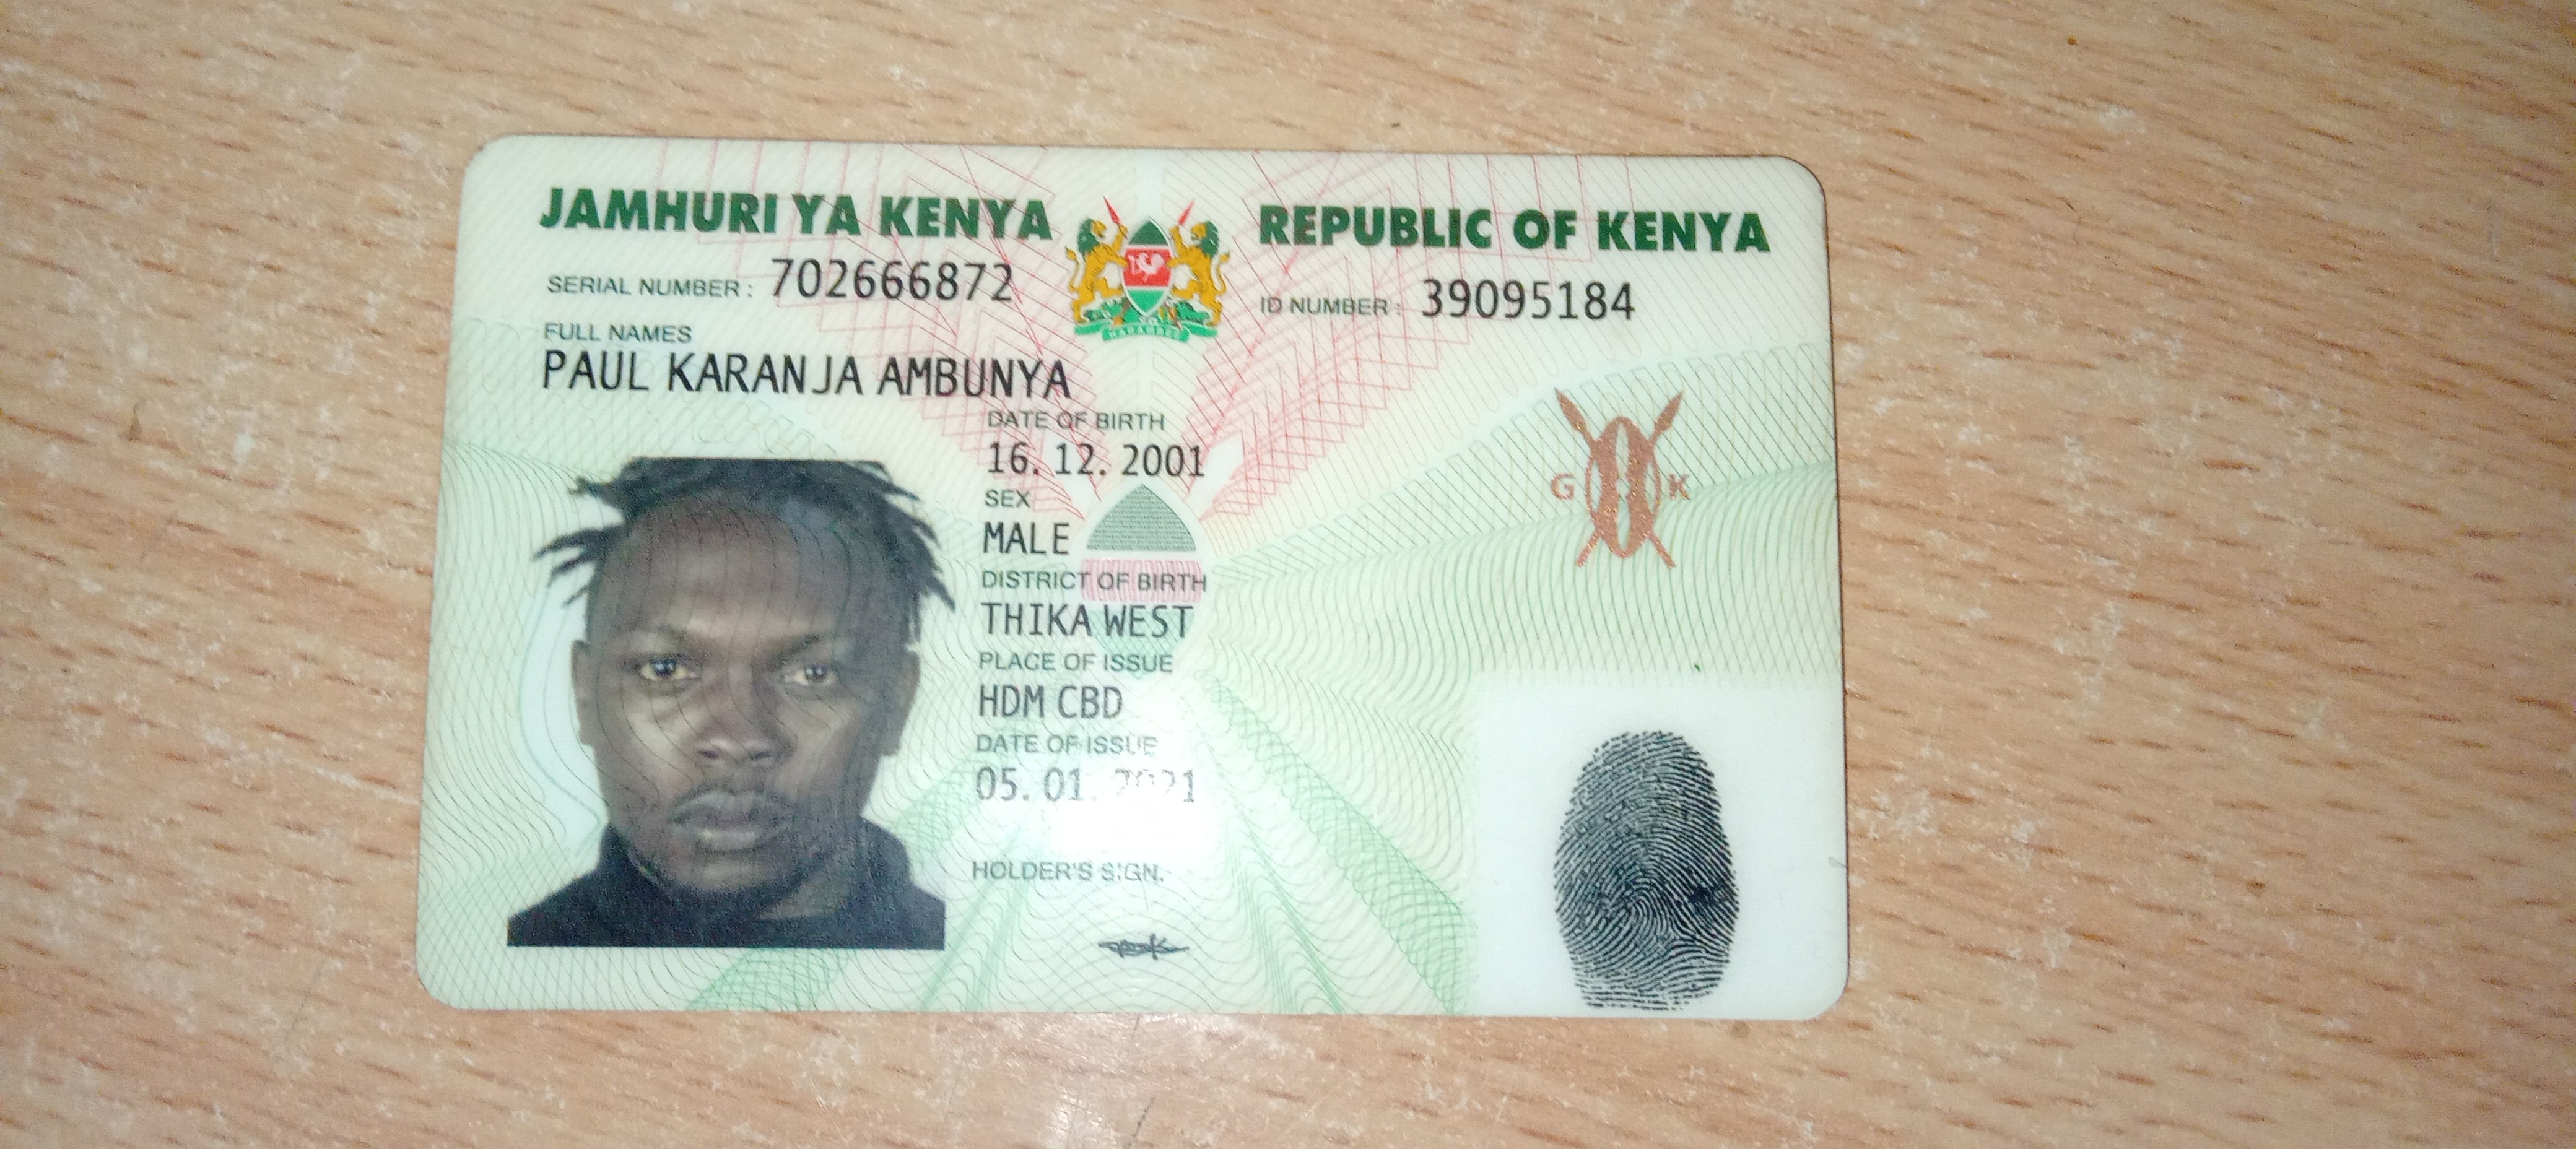 JAMHURI YA KENYA REPUBLIC OF KENYA
SERIAL NUMBER: 702666872 ID NUMBER: 39095184
FULL NAMES
PAUL KARANJA AMBUNYA
DATE OF BIRTH
16.12.2001
SEX
MALE
DISTRICT OF BIRTH
THIKA WEST
PLACE OF ISSUE
HDM CBD
DATE OF ISSUE
05.01.2021
HOLDER'S SIGN.
G K